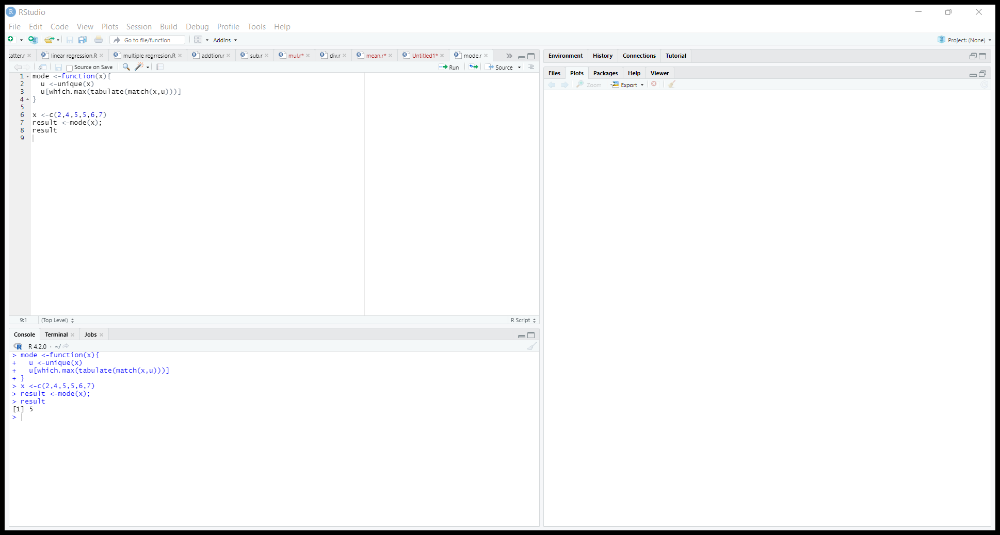 RStudio
File Edit Code View Plots Session Build Debug Profile Tools Help
Go to file/function Addins Project: (None)
atter.r linear regression.R multiple regrresion.R addtion.r sub.r mul.r* div.r mean.r* Untitled1* mode.r
Source on Save Run Source
1 mode <-function(x){
2   u <-unique(x)
3   u[which.max(tabulate(match(x,u)))]
4 }
5
6 x <-c(2,4,5,5,6,7)
7 result <-mode(x);
8 result
9
9:1 (Top Level) R Script
Console Terminal Jobs
R 4.2.0 · ~/
> mode <-function(x){
+   u <-unique(x)
+   u[which.max(tabulate(match(x,u)))]
+ }
> x <-c(2,4,5,5,6,7)
> result <-mode(x);
> result
[1] 5
>
Environment History Connections Tutorial
Files Plots Packages Help Viewer
Zoom Export